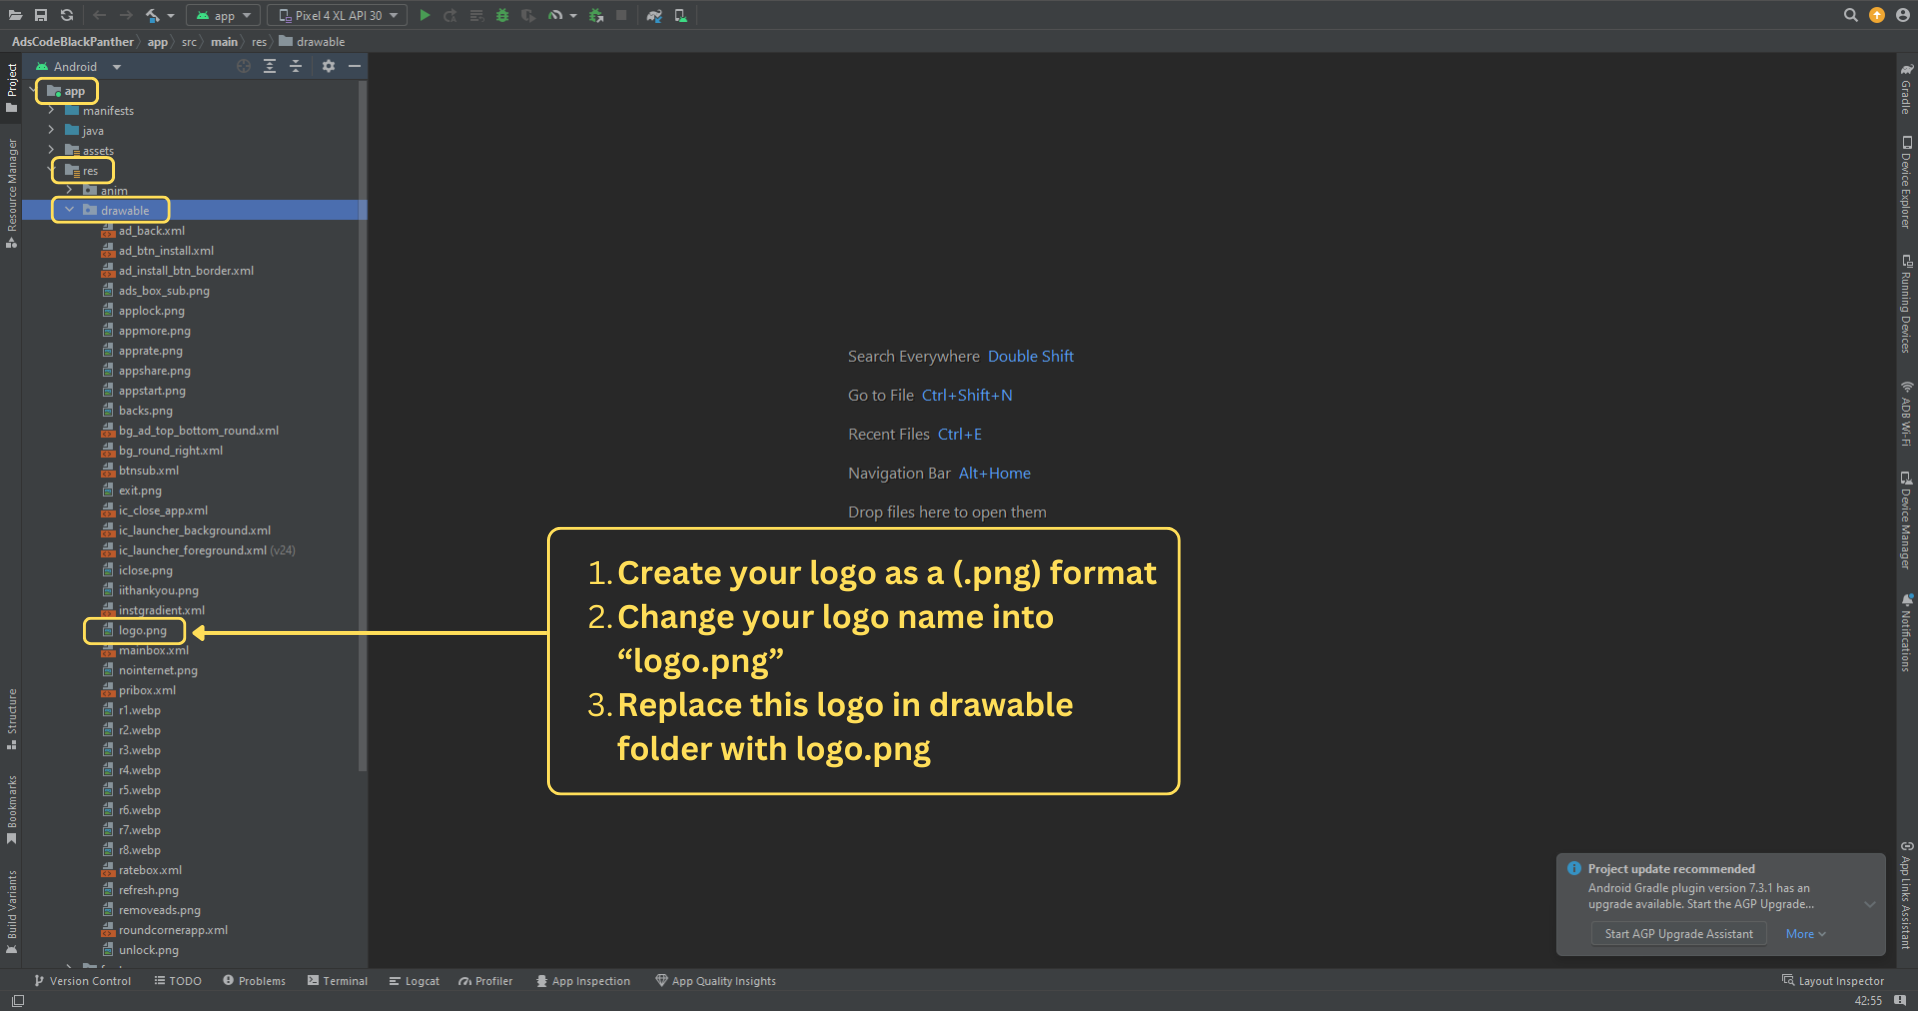 app
Pixel 4 XL API 30
AdsCodeBlackPanther
app
src
main
res
drawable
Project
Resource Manager
Structure
Bookmarks
Build Variants
Android
app
manifests
java
assets
res
anim
drawable
ad_back.xml
ad_btn_install.xml
ad_install_btn_border.xml
ads_box_sub.png
applock.png
appmore.png
apprate.png
appshare.png
appstart.png
backs.png
bg_ad_top_bottom_round.xml
bg_round_right.xml
btnsub.xml
exit.png
ic_close_app.xml
ic_launcher_background.xml
ic_launcher_foreground.xml (v24)
iclose.png
iithankyou.png
instgradient.xml
logo.png
mainbox.xml
nointernet.png
pribox.xml
r1.webp
r2.webp
r3.webp
r4.webp
r5.webp
r6.webp
r7.webp
r8.webp
ratebox.xml
refresh.png
removeads.png
roundcornerapp.xml
unlock.png
Search Everywhere Double Shift
Go to File Ctrl+Shift+N
Recent Files Ctrl+E
Navigation Bar Alt+Home
Drop files here to open them
1. Create your logo as a (.png) format
2. Change your logo name into
“logo.png”
3. Replace this logo in drawable
folder with logo.png
Gradle
Device Explorer
Running Devices
ADB Wi-Fi
Device Manager
Notifications
App Links Assistant
Project update recommended
Android Gradle plugin version 7.3.1 has an
upgrade available. Start the AGP Upgrade...
Start AGP Upgrade Assistant
More
Version Control
TODO
Problems
Terminal
Logcat
Profiler
App Inspection
App Quality Insights
Layout Inspector
42:55